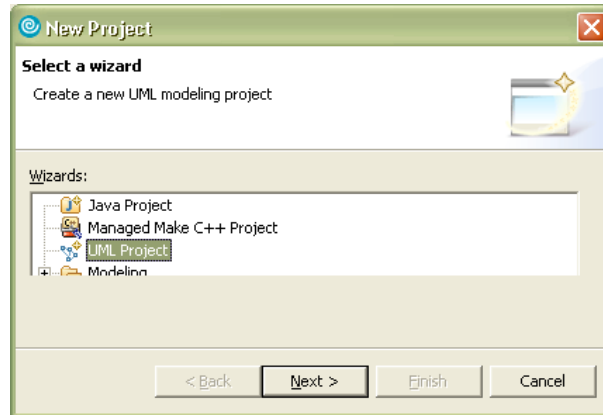 New Project
Select a wizard
Create a new UML modeling project
Wizards:
Java Project
Managed Make C++ Project
UML Project
Modeling
< Back Next > Finish Cancel